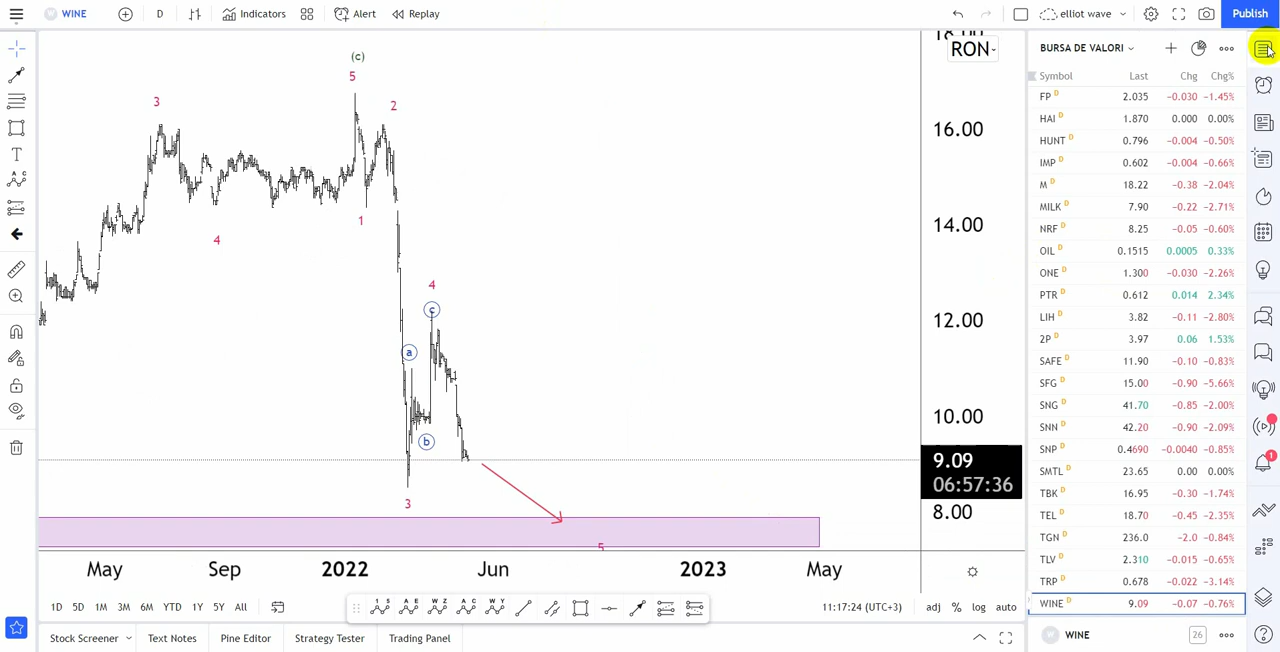 WINE D Indicators Alert Replay elliot wave Publish
18.00
RON
16.00
14.00
12.00
10.00
9.09
06:57:36
8.00
(c)
5
3
2
4
1
4
c
a
b
3
5
May Sep 2022 Jun 2023 May
1D 5D 1M 3M 6M YTD 1Y 5Y All
1 5 A E W Z A C W Y
11:17:24 (UTC+3) adj % log auto
Stock Screener Text Notes Pine Editor Strategy Tester Trading Panel
BURSA DE VALORI
Symbol Last Chg Chg%
FP D 2.035 −0.030 −1.45%
HAI D 1.870 0.000 0.00%
HUNT D 0.796 −0.004 −0.50%
IMP D 0.602 −0.004 −0.66%
M D 18.22 −0.38 −2.04%
MILK D 7.90 −0.22 −2.71%
NRF D 8.25 −0.05 −0.60%
OIL D 0.1515 0.0005 0.33%
ONE D 1.300 −0.030 −2.26%
PTR D 0.612 0.014 2.34%
LIH D 3.82 −0.11 −2.80%
2P D 3.97 0.06 1.53%
SAFE D 11.90 −0.10 −0.83%
SFG D 15.00 −0.90 −5.66%
SNG D 41.70 −0.85 −2.00%
SNN D 42.20 −0.90 −2.09%
SNP D 0.4690 −0.0040 −0.85%
SMTL D 23.65 0.00 0.00%
TBK D 16.95 −0.30 −1.74%
TEL D 18.70 −0.45 −2.35%
TGN D 236.0 −2.0 −0.84%
TLV D 2.310 −0.015 −0.65%
TRP D 0.678 −0.022 −3.14%
WINE D 9.09 −0.07 −0.76%
W WINE 26
1